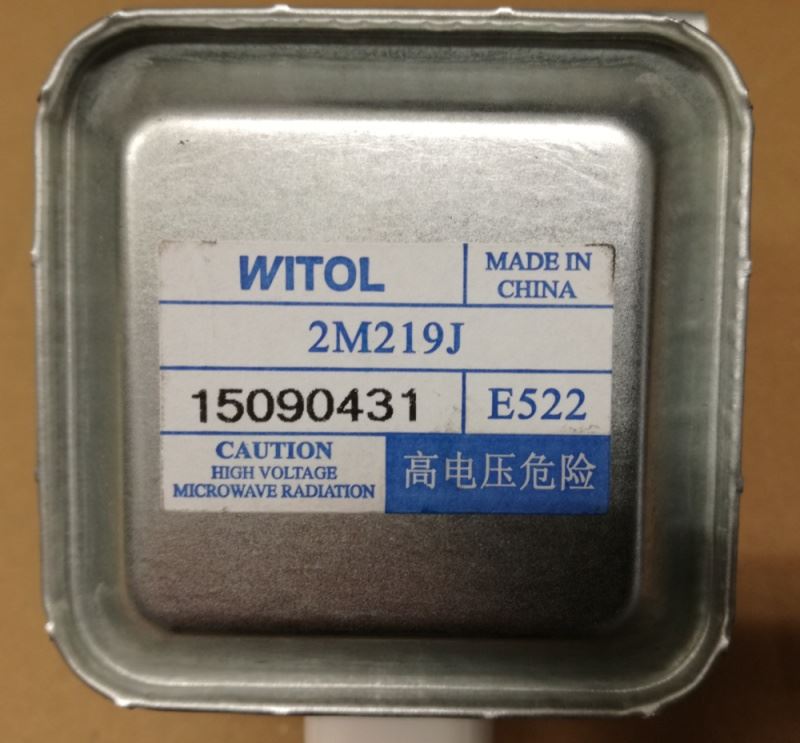 WITOL
MADE IN
CHINA
2M219J
15090431
E522
CAUTION
HIGH VOLTAGE
MICROWAVE RADIATION
高电压危险